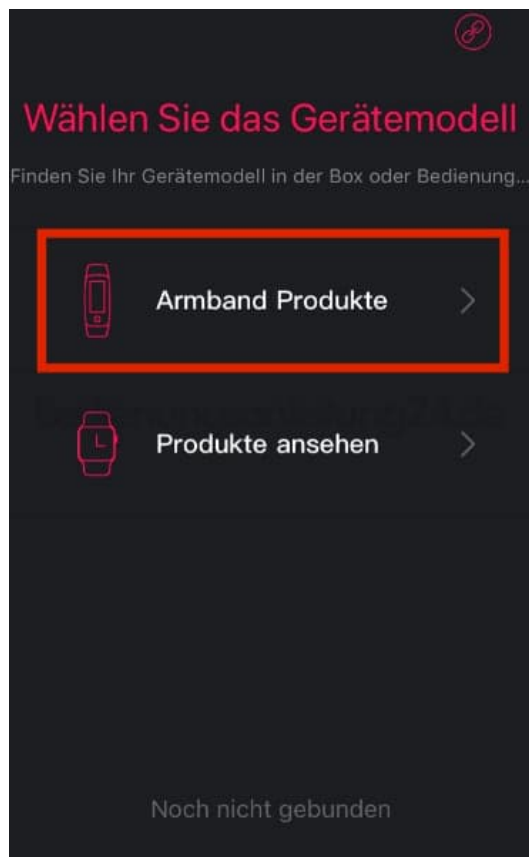 Wählen Sie das Gerätemodell
Finden Sie Ihr Gerätemodell in der Box oder Bedienung...
Armband Produkte
Produkte ansehen
Noch nicht gebunden